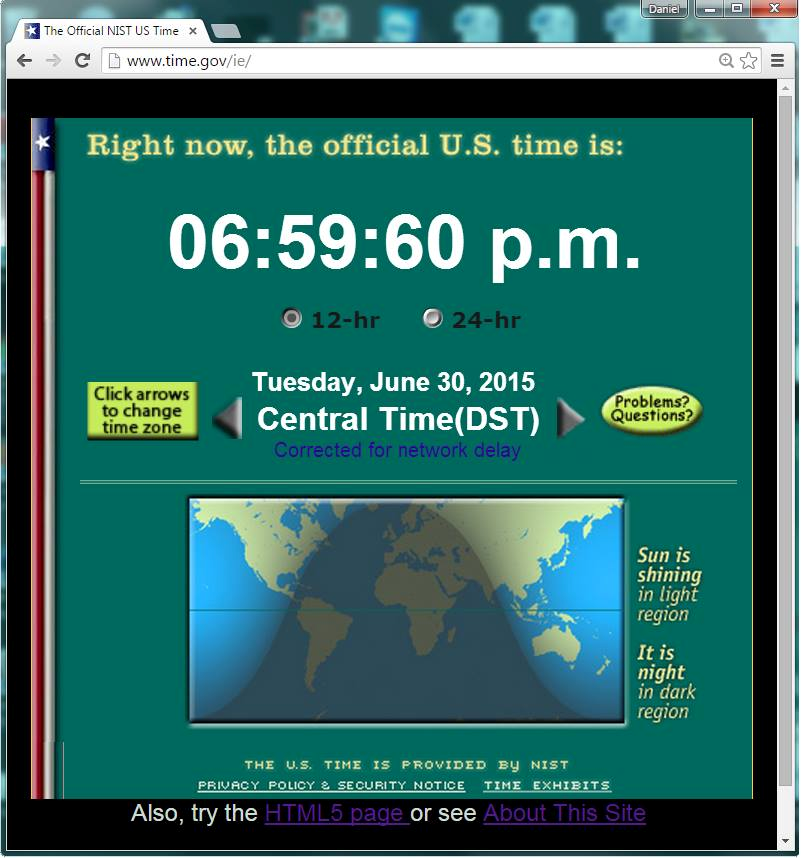 Daniel
The Official NIST US Time
www.time.gov/ie/
Right now, the official U.S. time is:
06:59:60 p.m.
12-hr 24-hr
Tuesday, June 30, 2015
Click arrows
to change
time zone
Central Time(DST)
Problems?
Questions?
Corrected for network delay
Sun is
shining
in light
region
It is
night
in dark
region
THE U.S. TIME IS PROVIDED By NIST
PRIVACY POLICY & SECURITY NOTICE TIME EXHIBITS
Also, try the HTML5 page or see About This Site